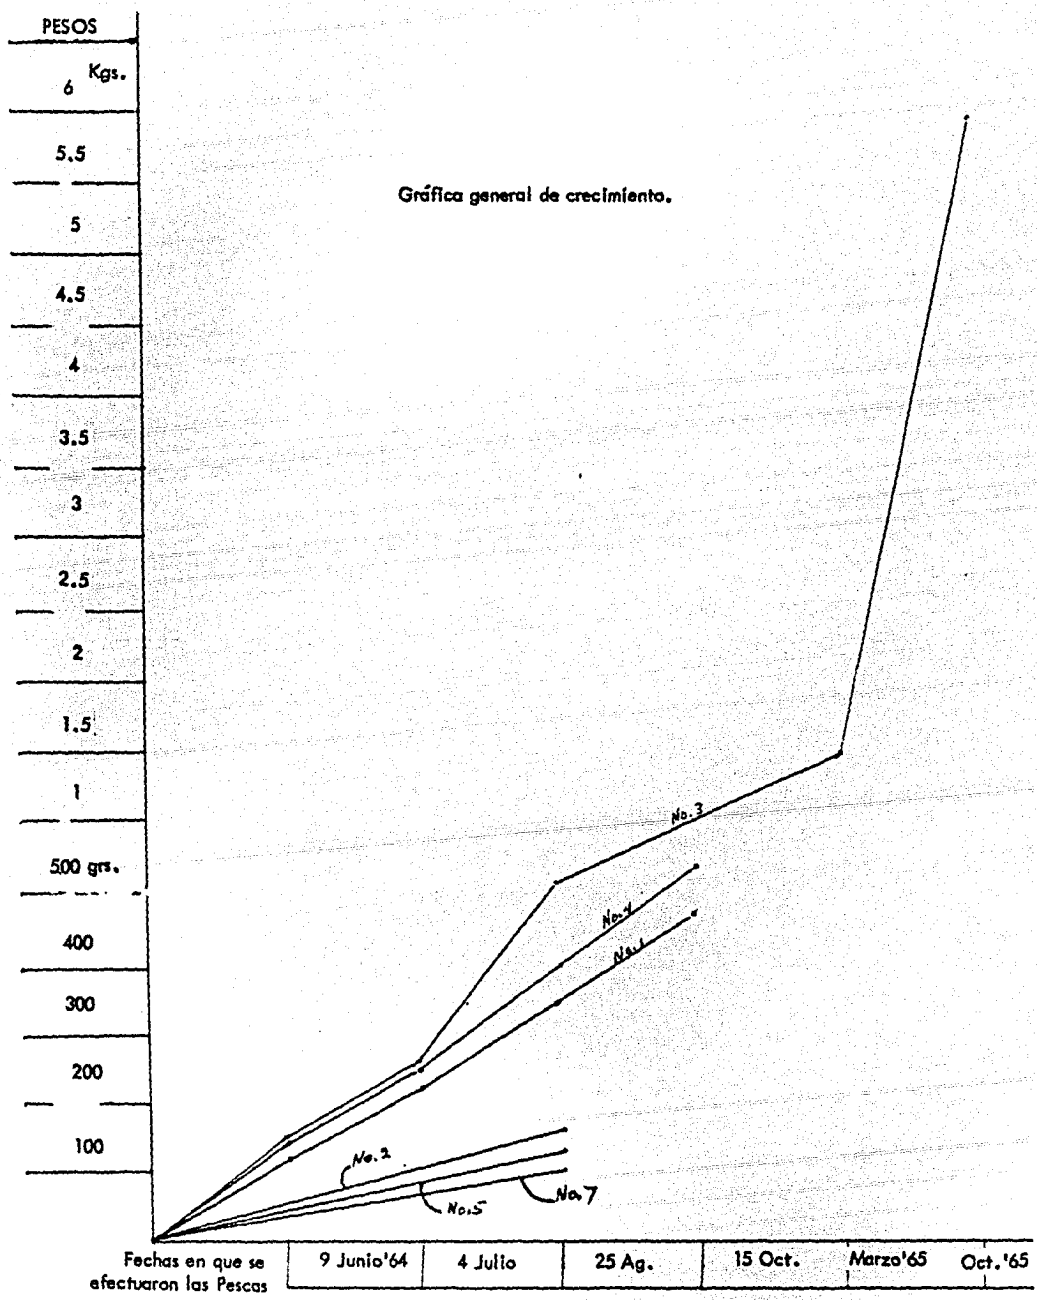 PESOS
Kgs.
6
5.5
5
4.5
4
3.5
3
2.5
2
1.5
1
500 grs.
400
300
200
100
Gráfica general de crecimiento.
No.3
No.4
No.1
No.2
No.5
No.7
Fechas en que se
efectuaron las Pescas
9 Junio'64
4 Julio
25 Ag.
15 Oct.
Marzo'65
Oct.'65